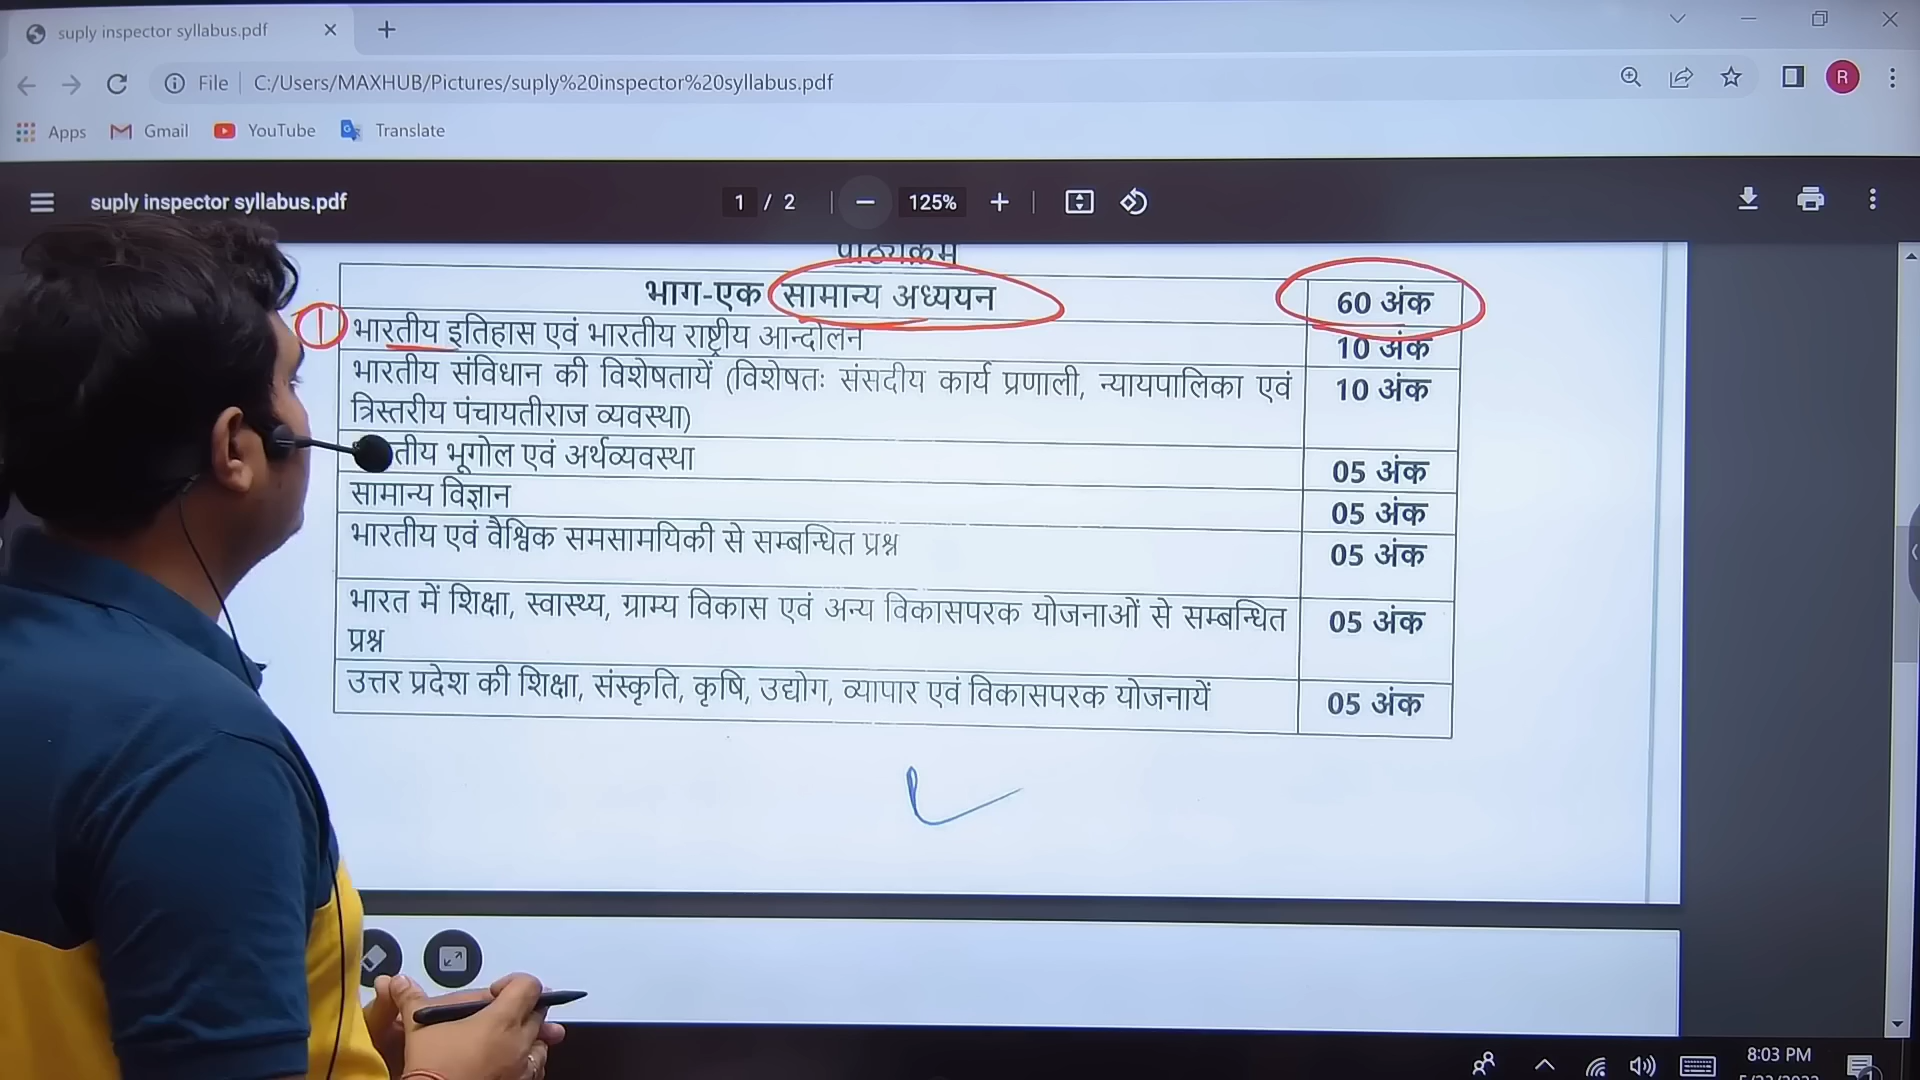 suply inspector syllabus.pdf
File
C:/Users/MAXHUB/Pictures/suply%20inspector%20syllabus.pdf
R
Apps
Gmail
YouTube
Translate
suply inspector syllabus.pdf
1 / 2
125%
पाठ्यक्रम
भाग-एक सामान्य अध्ययन 60 अंक
1 भारतीय इतिहास एवं भारतीय राष्ट्रीय आन्दोलन 10 अंक
भारतीय संविधान की विशेषतायें (विशेषतः संसदीय कार्य प्रणाली, न्यायपालिका एवं 10 अंक
त्रिस्तरीय पंचायतीराज व्यवस्था)
तीय भूगोल एवं अर्थव्यवस्था 05 अंक
सामान्य विज्ञान 05 अंक
भारतीय एवं वैश्विक समसामयिकी से सम्बन्धित प्रश्न 05 अंक
भारत में शिक्षा, स्वास्थ्य, ग्राम्य विकास एवं अन्य विकासपरक योजनाओं से सम्बन्धित 05 अंक
प्रश्न
उत्तर प्रदेश की शिक्षा, संस्कृति, कृषि, उद्योग, व्यापार एवं विकासपरक योजनायें 05 अंक
8:03 PM